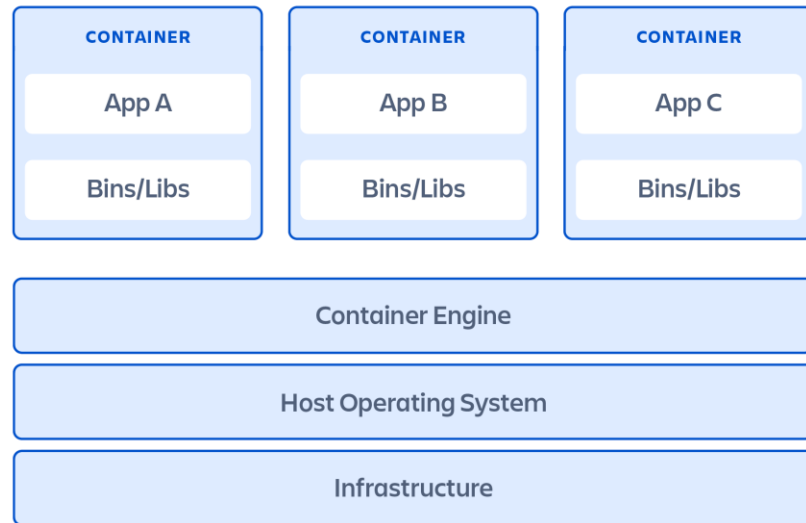 CONTAINER CONTAINER CONTAINER
App A App B App C
Bins/Libs Bins/Libs Bins/Libs
Container Engine
Host Operating System
Infrastructure